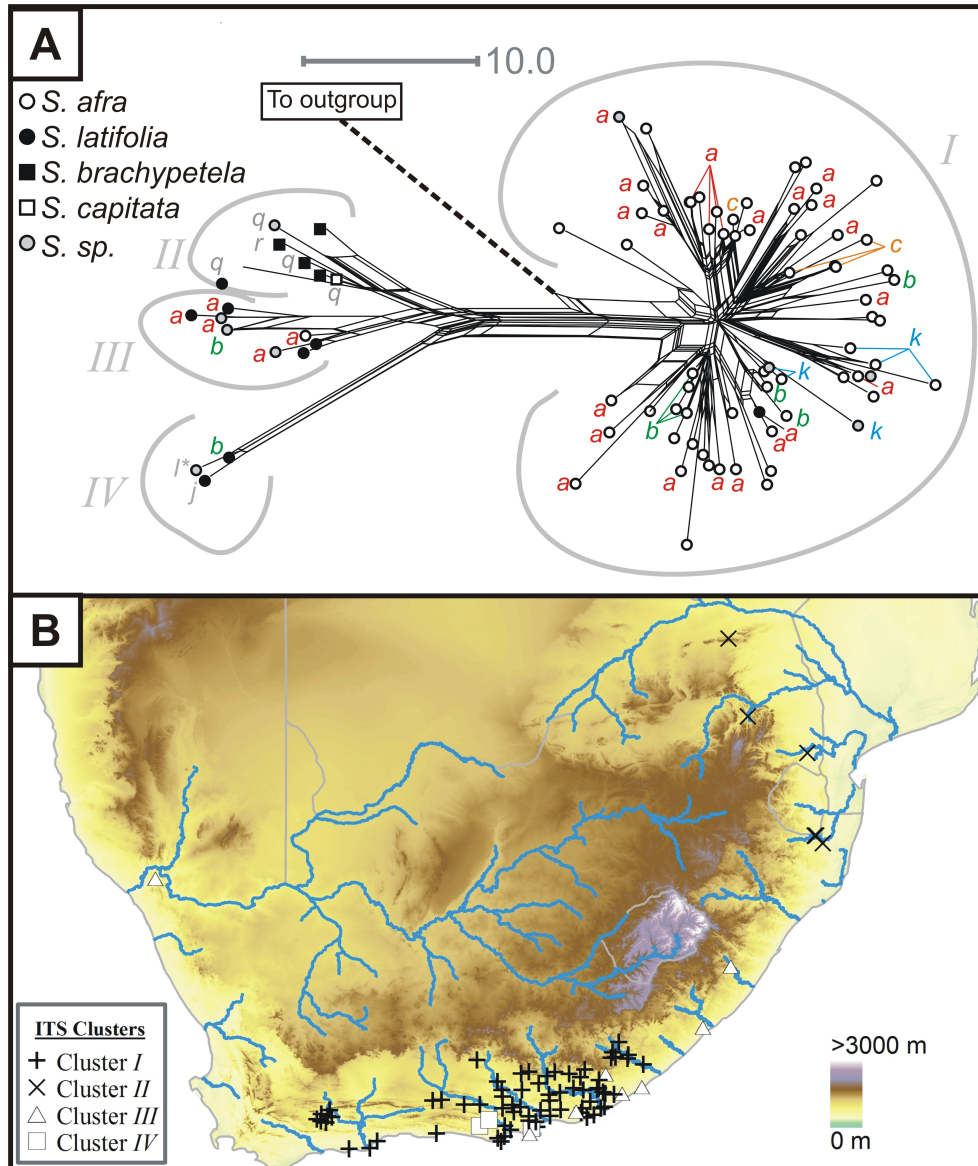 A
10.0
To outgroup
S. afra
S. latifolia
S. brachypetela
S. capitata
S. sp.
I
II
III
IV
a
a
a
c
a
a
a
a
a
a
c
b
a
k
a
k
k
b
b
a
a
a
b
a
a
a
a
a
q
r
q
q
q
a
a
a
b
a
a
b
l*
j
B
ITS Clusters
Cluster I
Cluster II
Cluster III
Cluster IV
>3000 m
0 m